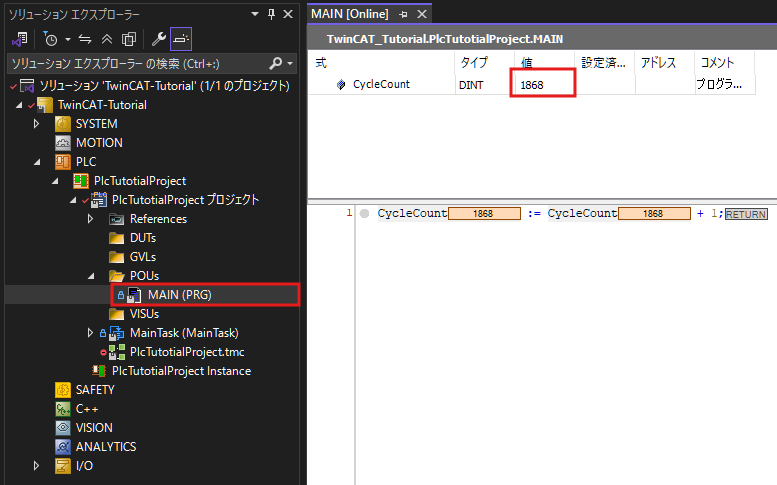 ソリューション エクスプローラー
ソリューション エクスプローラー の検索 (Ctrl+;)
ソリューション 'TwinCAT-Tutorial' (1/1 のプロジェクト)
TwinCAT-Tutorial
SYSTEM
MOTION
PLC
PlcTutotialProject
PlcTutotialProject プロジェクト
References
DUTs
GVLs
POUs
MAIN (PRG)
VISUs
MainTask (MainTask)
PlcTutotialProject.tmc
PlcTutotialProject Instance
SAFETY
C++
VISION
ANALYTICS
I/O
MAIN [Online]
TwinCAT_Tutorial.PlcTutotialProject.MAIN
式 タイプ 値 設定済... アドレス コメント
CycleCount DINT 1868 プログラ...
1 CycleCount 1868 := CycleCount 1868 + 1; RETURN